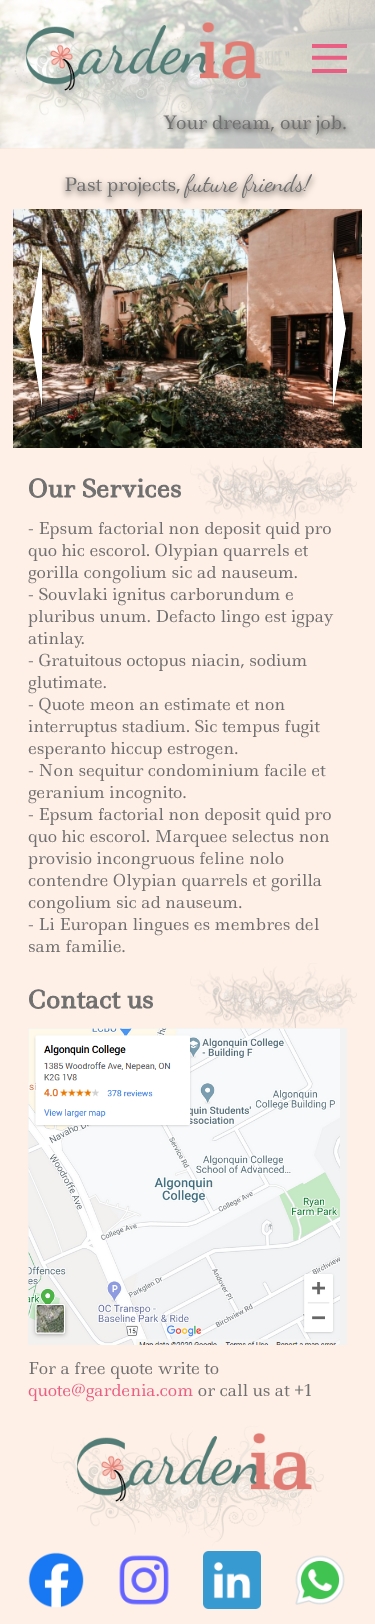 Gardenia
Your dream, our job.
Past projects, future friends!
Our Services
- Epsum factorial non deposit quid pro
quo hic escorol. Olypian quarrels et
gorilla congolium sic ad nauseum.
- Souvlaki ignitus carborundum e
pluribus unum. Defacto lingo est igpay
atinlay.
- Gratuitous octopus niacin, sodium
glutimate.
- Quote meon an estimate et non
interruptus stadium. Sic tempus fugit
esperanto hiccup estrogen.
- Non sequitur condominium facile et
geranium incognito.
- Epsum factorial non deposit quid pro
quo hic escorol. Marquee selectus non
provisio incongruous feline nolo
contendre Olypian quarrels et gorilla
congolium sic ad nauseum.
- Li Europan lingues es membres del
sam familie.
Contact us
LCBO
Algonquin College
1385 Woodroffe Ave, Nepean, ON
K2G 1V8
4.0 ★★★★★ 378 reviews
View larger map
Algonquin College
- Building F
Algonquin
College Building P
quin Students'
ssociation
Navaho Dr
Woodroffe Ave
Service Rd
Algonquin College
School of Advanced...
Algonquin
College
College Ave
College Ave
Ryan
Farm Park
Offences
ark
Parkglen Dr
Andover Pl
Birchview
Birchview Rd
P
OC Transpo -
Baseline Park & Ride
15
Google
+
−
Map data ©2020 Google Terms of Use Report a map error
For a free quote write to
quote@gardenia.com or call us at +1
Gardenia
f
in